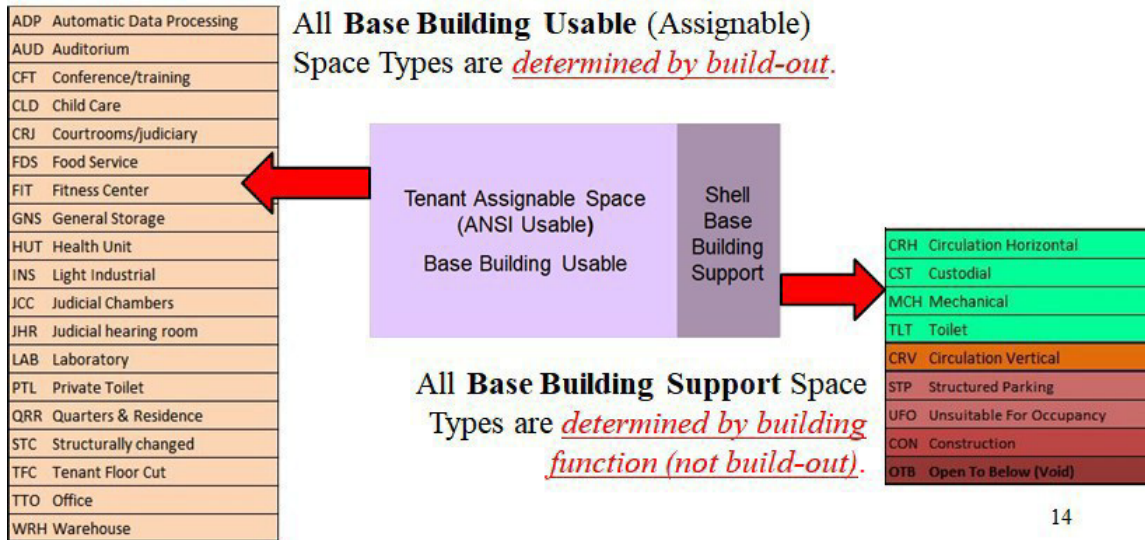 ADP Automatic Data Processing
AUD Auditorium
CFT Conference/training
CLD Child Care
CRJ Courtrooms/judiciary
FDS Food Service
FIT Fitness Center
GNS General Storage
HUT Health Unit
INS Light Industrial
JCC Judicial Chambers
JHR Judicial hearing room
LAB Laboratory
PTL Private Toilet
QRR Quarters & Residence
STC Structurally changed
TFC Tenant Floor Cut
TTO Office
WRH Warehouse
All Base Building Usable (Assignable)
Space Types are determined by build-out.
Tenant Assignable Space
(ANSI Usable)
Base Building Usable
Shell
Base
Building
Support
All Base Building Support Space
Types are determined by building
function (not build-out).
CRH Circulation Horizontal
CST Custodial
MCH Mechanical
TLT Toilet
CRV Circulation Vertical
STP Structured Parking
UFO Unsuitable For Occupancy
CON Construction
OTB Open To Below (Void)
14